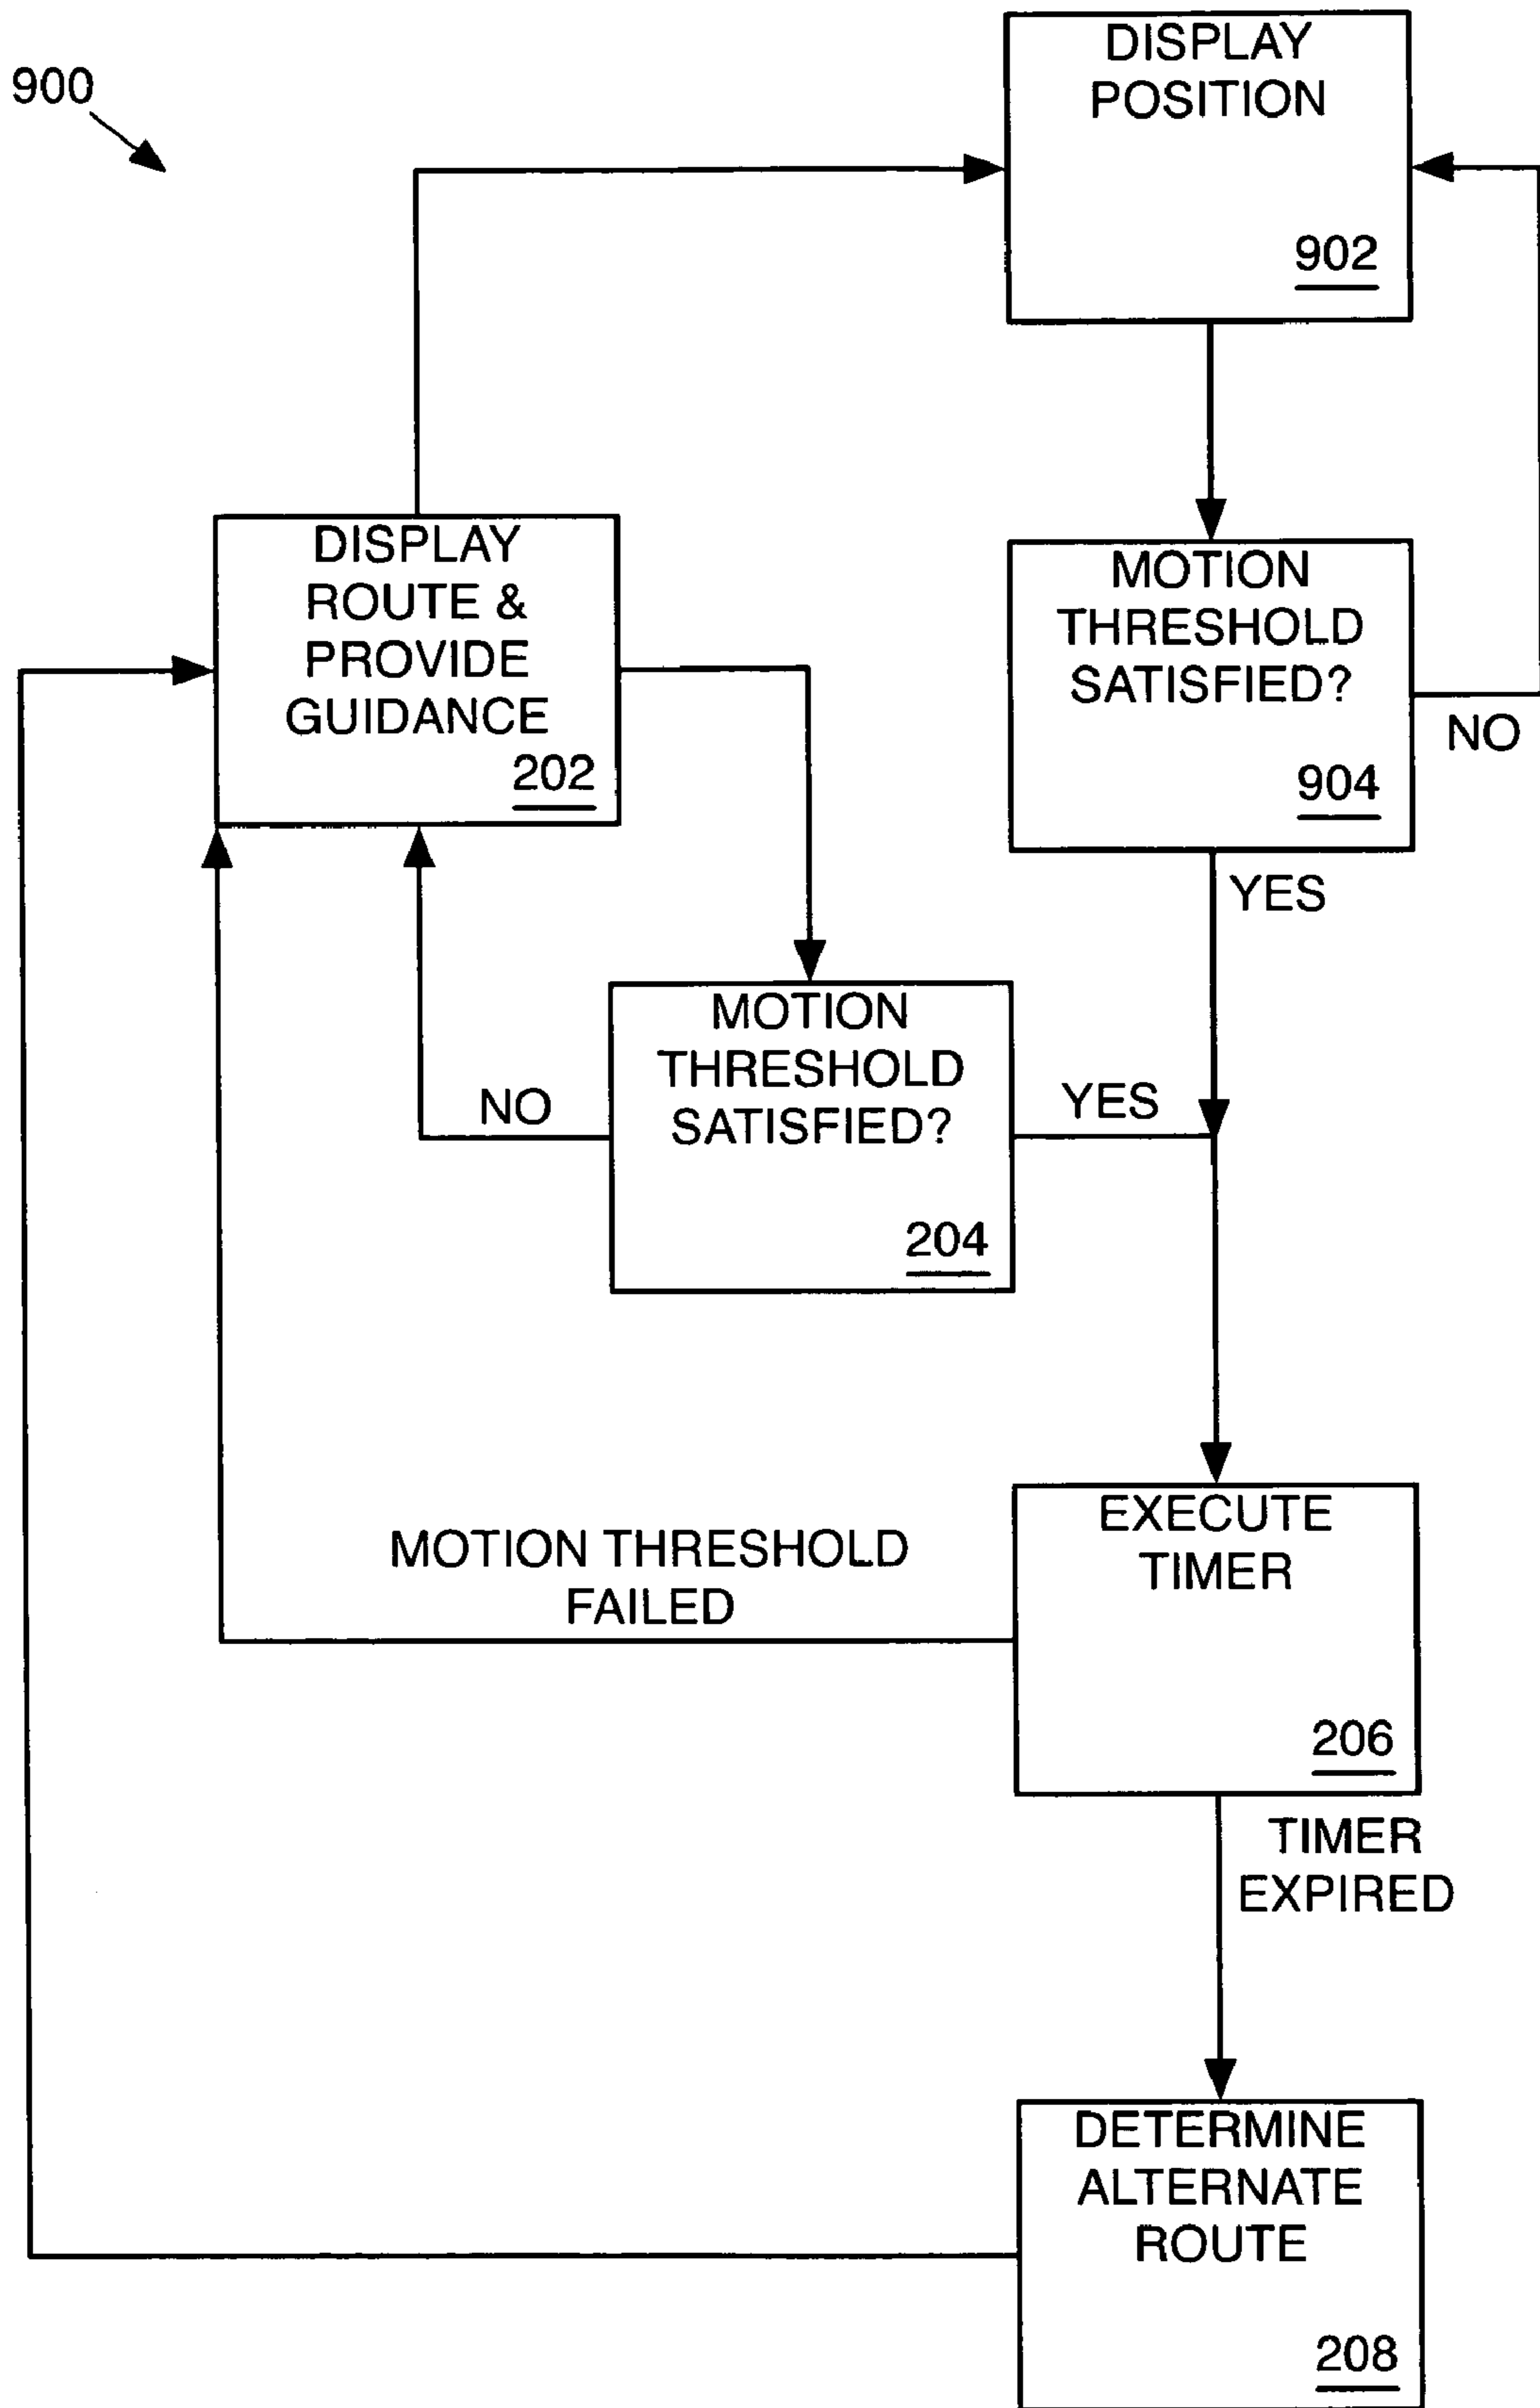 900
DISPLAY
POSITION
902
DISPLAY
ROUTE &
PROVIDE
GUIDANCE
202
MOTION
THRESHOLD
SATISFIED?
904
NO
YES
MOTION
THRESHOLD
SATISFIED?
204
NO
YES
EXECUTE
TIMER
206
MOTION THRESHOLD
FAILED
TIMER
EXPIRED
DETERMINE
ALTERNATE
ROUTE
208